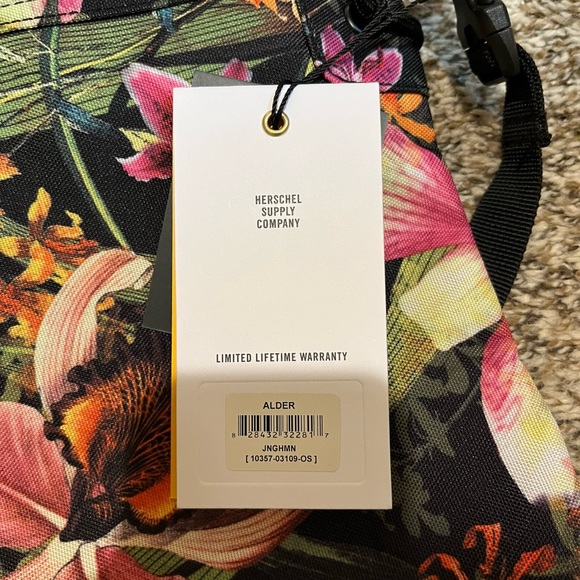 HERSCHEL
SUPPLY
COMPANY
LIMITED LIFETIME WARRANTY
ALDER
8 28432 32281 7
JNGHMN
[ 10357-03109-OS ]